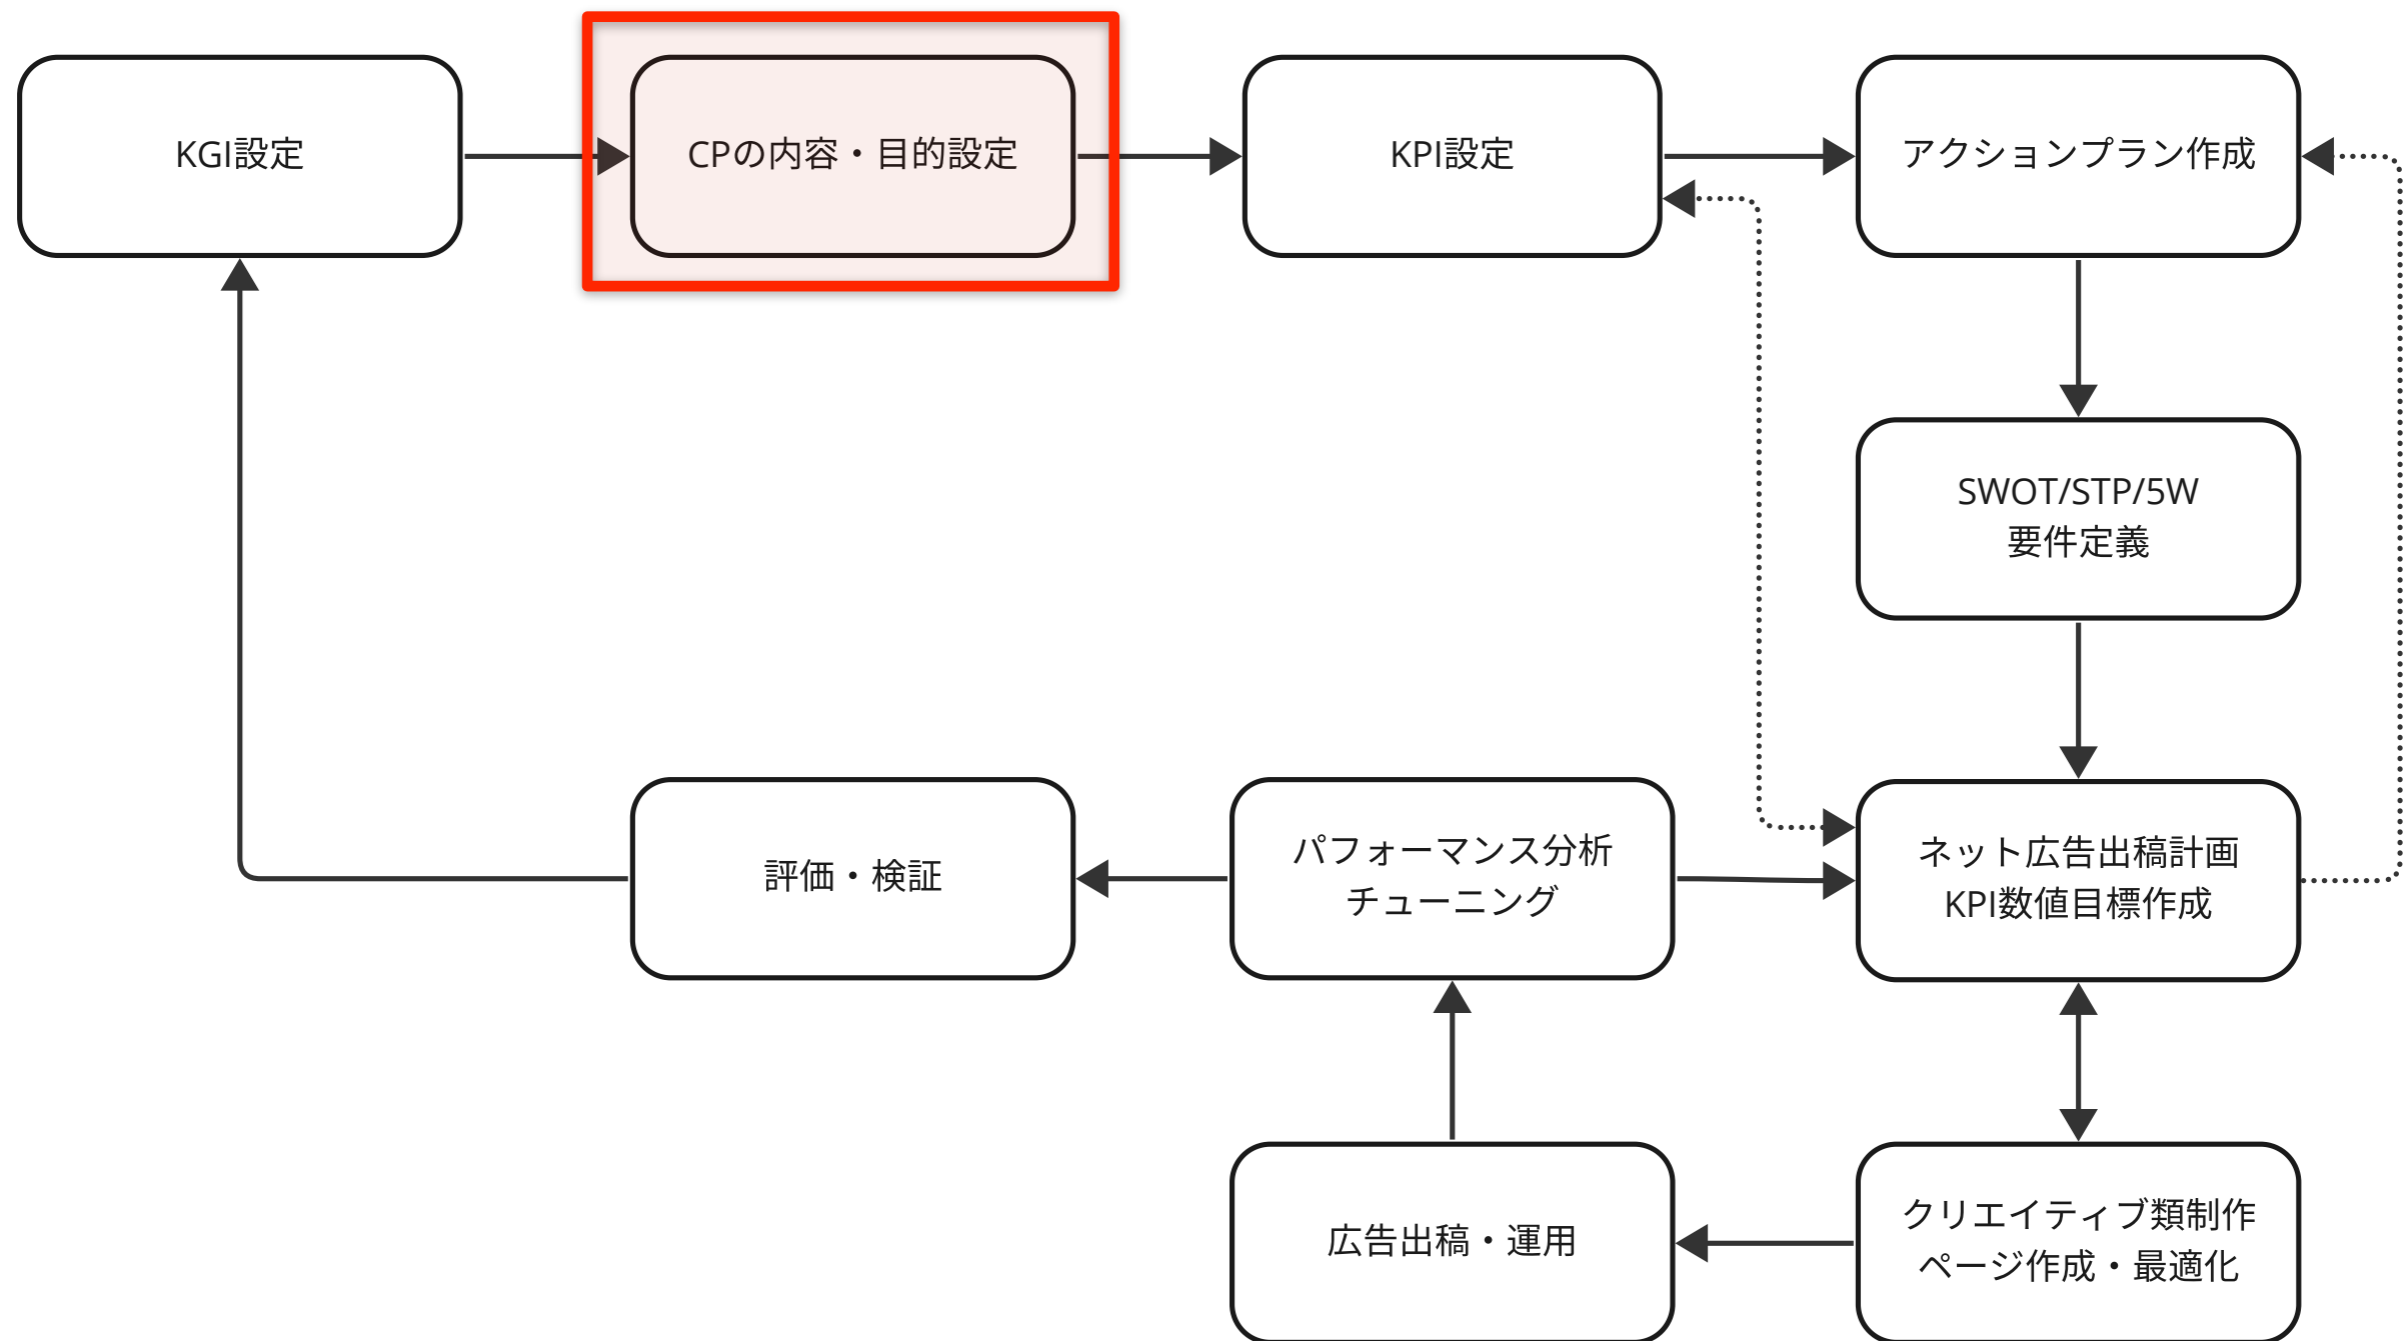 KGI設定
CPの内容・目的設定
KPI設定
アクションプラン作成
SWOT/STP/5W
要件定義
評価・検証
パフォーマンス分析
チューニング
ネット広告出稿計画
KPI数値目標作成
広告出稿・運用
クリエイティブ類制作
ページ作成・最適化